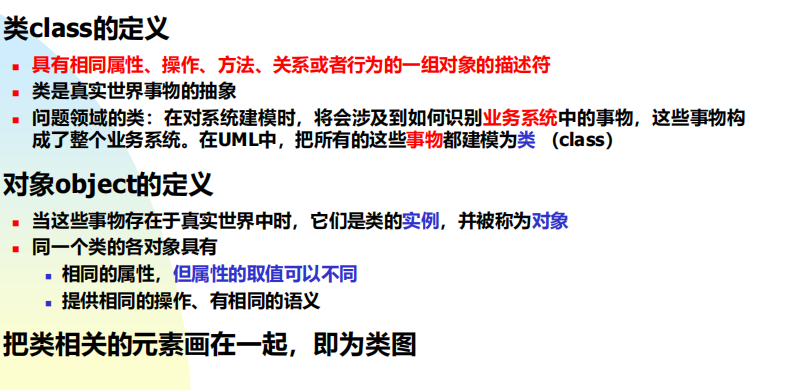 类class的定义
具有相同属性、操作、方法、关系或者行为的一组对象的描述符
类是真实世界事物的抽象
问题领域的类：在对系统建模时，将会涉及到如何识别业务系统中的事物，这些事物构
成了整个业务系统。在UML中，把所有的这些事物都建模为类 （class）
对象object的定义
当这些事物存在于真实世界中时，它们是类的实例，并被称为对象
同一个类的各对象具有
相同的属性，但属性的取值可以不同
提供相同的操作、有相同的语义
把类相关的元素画在一起，即为类图